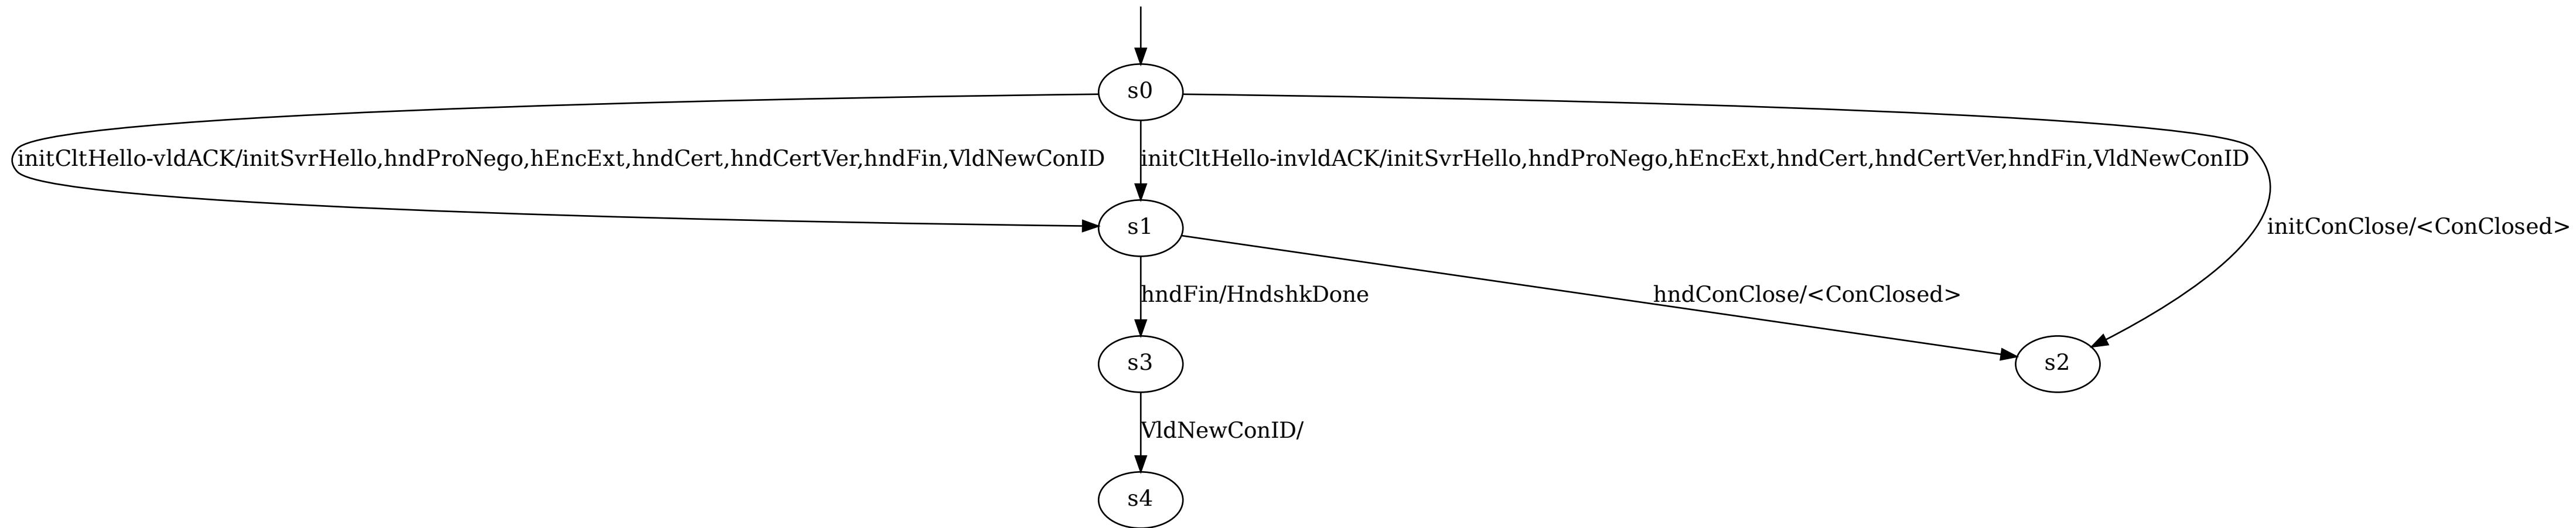 s0
initCltHello-vldACK/initSvrHello,hndProNego,hEncExt,hndCert,hndCertVer,hndFin,VldNewConID
initCltHello-invldACK/initSvrHello,hndProNego,hEncExt,hndCert,hndCertVer,hndFin,VldNewConID
s1
initConClose/<ConClosed>
hndFin/HndshkDone
hndConClose/<ConClosed>
s3
s2
VldNewConID/
s4